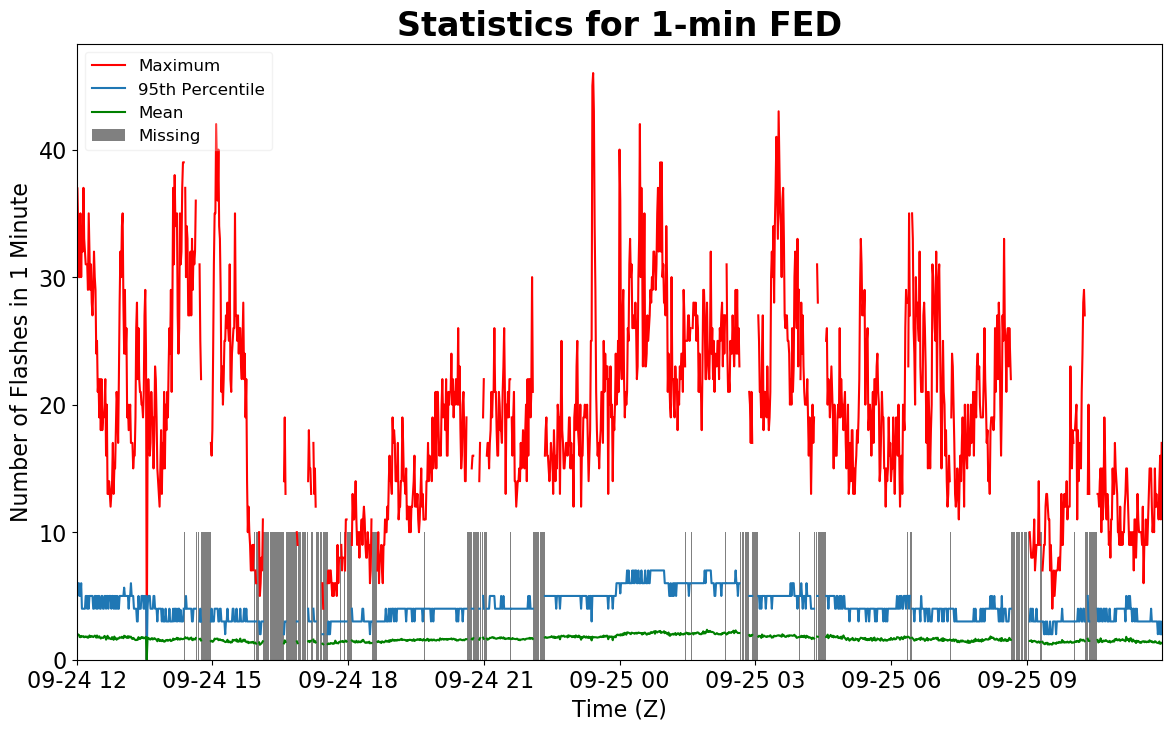 Statistics for 1-min FED
Maximum
95th Percentile
Mean
Missing
Number of Flashes in 1 Minute
40
30
20
10
0
09-24 12 09-24 15 09-24 18 09-24 21 09-25 00 09-25 03 09-25 06 09-25 09
Time (Z)